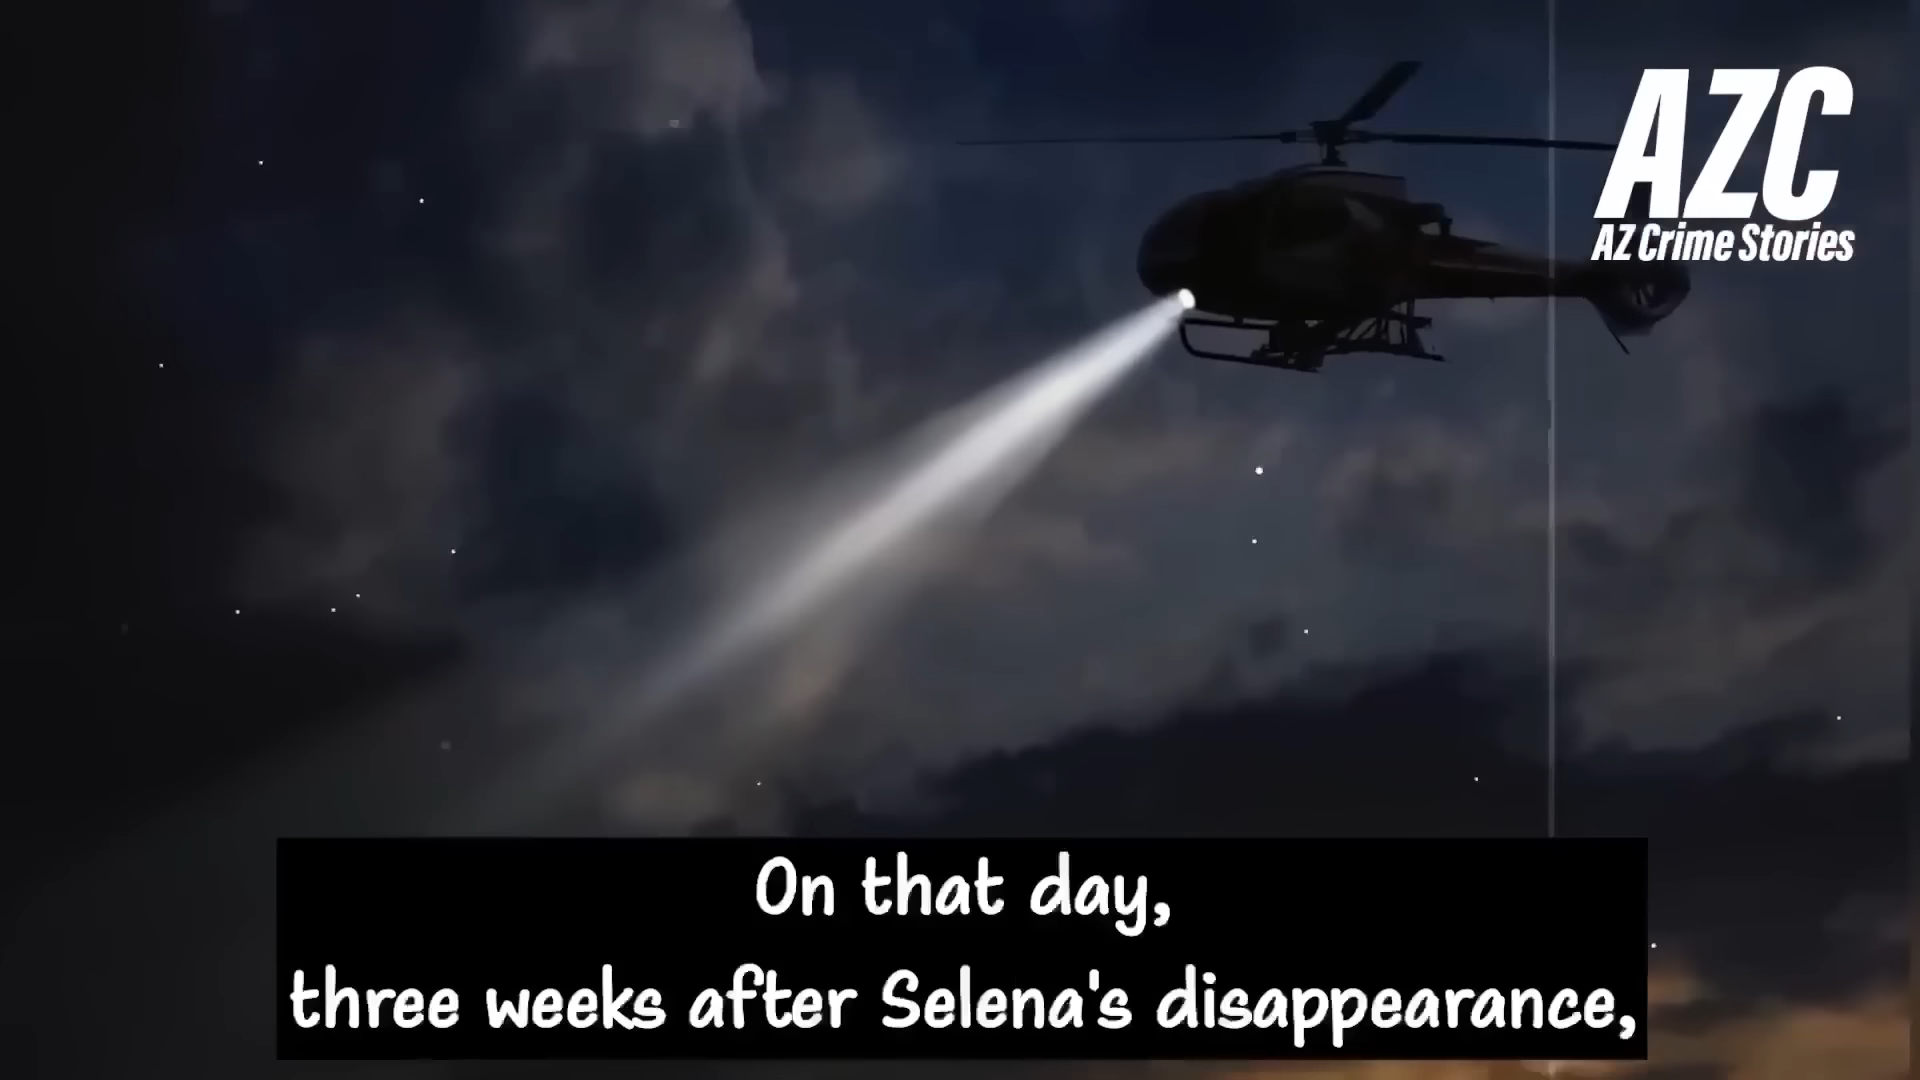 AZC
AZ Crime Stories
On that day,
three weeks after Selena's disappearance,